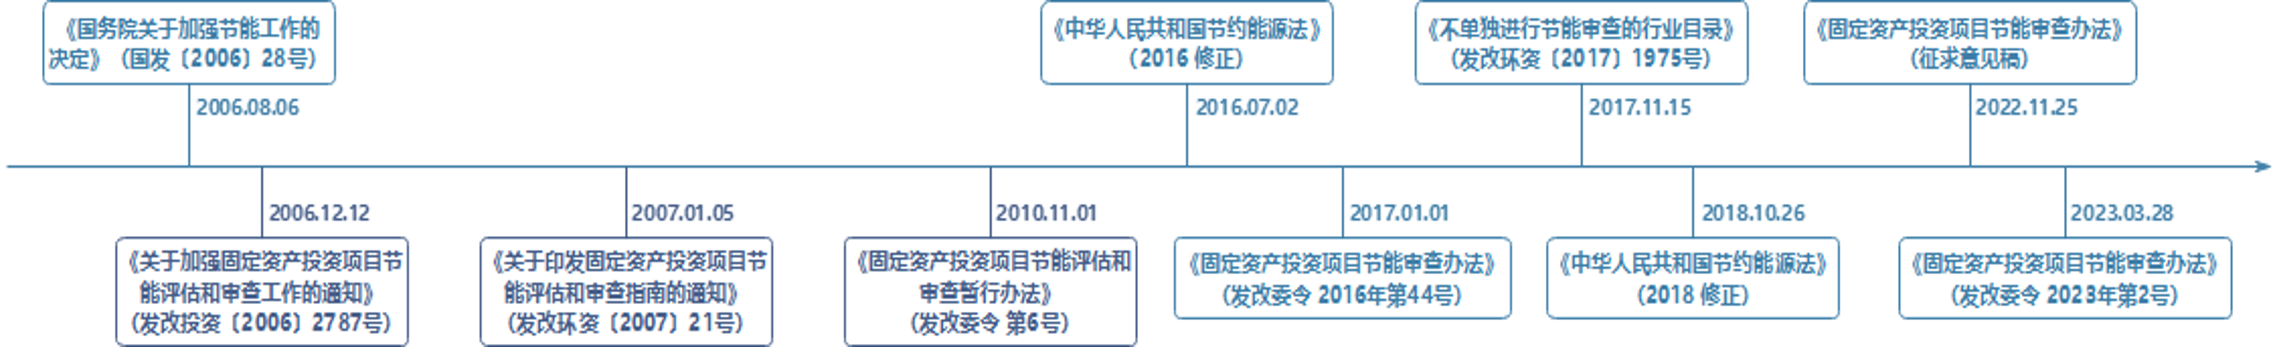 《国务院关于加强节能工作的
决定》（国发〔2006〕28号）
2006.08.06
《中华人民共和国节约能源法》
（2016 修正）
2016.07.02
《不单独进行节能审查的行业目录》
（发改环资〔2017〕1975号）
2017.11.15
《固定资产投资项目节能审查办法》
（征求意见稿）
2022.11.25
2006.12.12
《关于加强固定资产投资项目节
能评估和审查工作的通知》
（发改投资〔2006〕2787号）
2007.01.05
《关于印发固定资产投资项目节
能评估和审查指南的通知》
（发改环资〔2007〕21号）
2010.11.01
《固定资产投资项目节能评估和
审查暂行办法》
（发改委令 第6号）
2017.01.01
《固定资产投资项目节能审查办法》
（发改委令 2016年第44号）
2018.10.26
《中华人民共和国节约能源法》
（2018 修正）
2023.03.28
《固定资产投资项目节能审查办法》
（发改委令 2023年第2号）